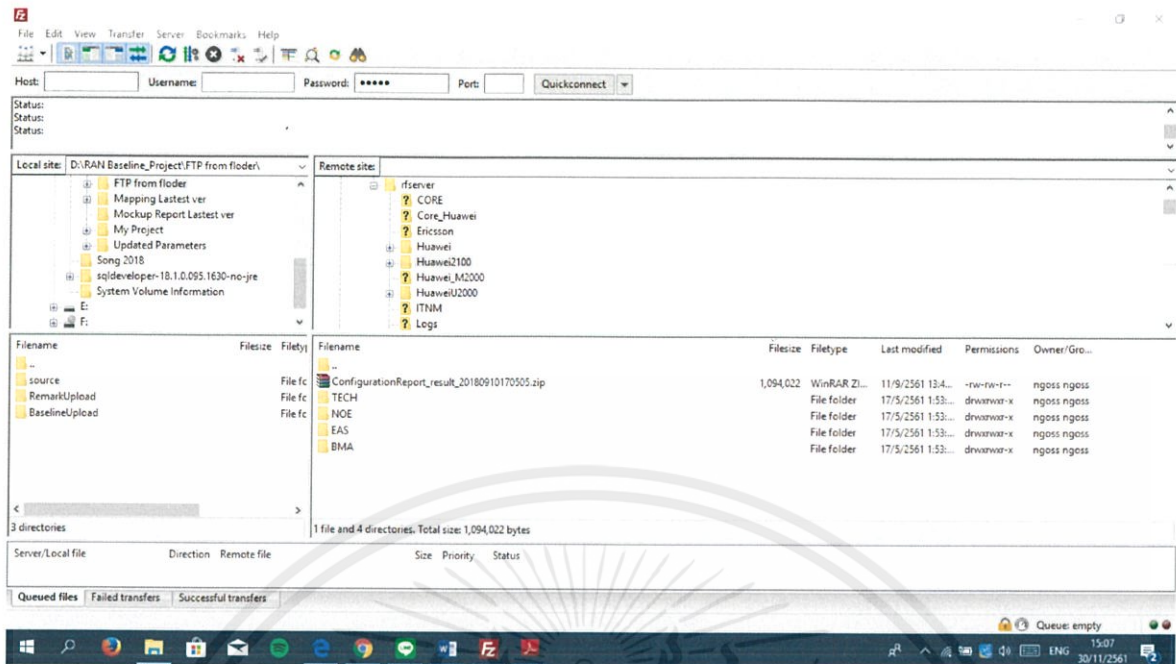 Fz
File Edit View Transfer Server Bookmarks Help
Host: Username: Password: ••••• Port: Quickconnect
Status:
Status:
Status:
Local site: D:\RAN Baseline_Project\FTP from floder\
FTP from floder
Mapping Lastest ver
Mockup Report Lastest ver
My Project
Updated Parameters
Song 2018
sqldeveloper-18.1.0.095.1630-no-jre
System Volume Information
E:
F:
Remote site:
rfserver
? CORE
? Core_Huawei
? Ericsson
Huawei
Huawei2100
? Huawei_M2000
HuaweiU2000
? ITNM
? Logs
Filename Filesize Filety
..
source File fc
RemarkUpload File fc
BaselineUpload File fc
3 directories
Filename Filesize Filetype Last modified Permissions Owner/Gro...
..
ConfigurationReport_result_20180910170505.zip 1,094,022 WinRAR ZI... 11/9/2561 13:4... -rw-rw-r-- ngoss ngoss
TECH File folder 17/5/2561 1:53:... drwxrwxr-x ngoss ngoss
NOE File folder 17/5/2561 1:53:... drwxrwxr-x ngoss ngoss
EAS File folder 17/5/2561 1:53:... drwxrwxr-x ngoss ngoss
BMA File folder 17/5/2561 1:53:... drwxrwxr-x ngoss ngoss
1 file and 4 directories. Total size: 1,094,022 bytes
Server/Local file Direction Remote file Size Priority Status
Queued files Failed transfers Successful transfers
Queue: empty
ENG 15:07
30/11/2561